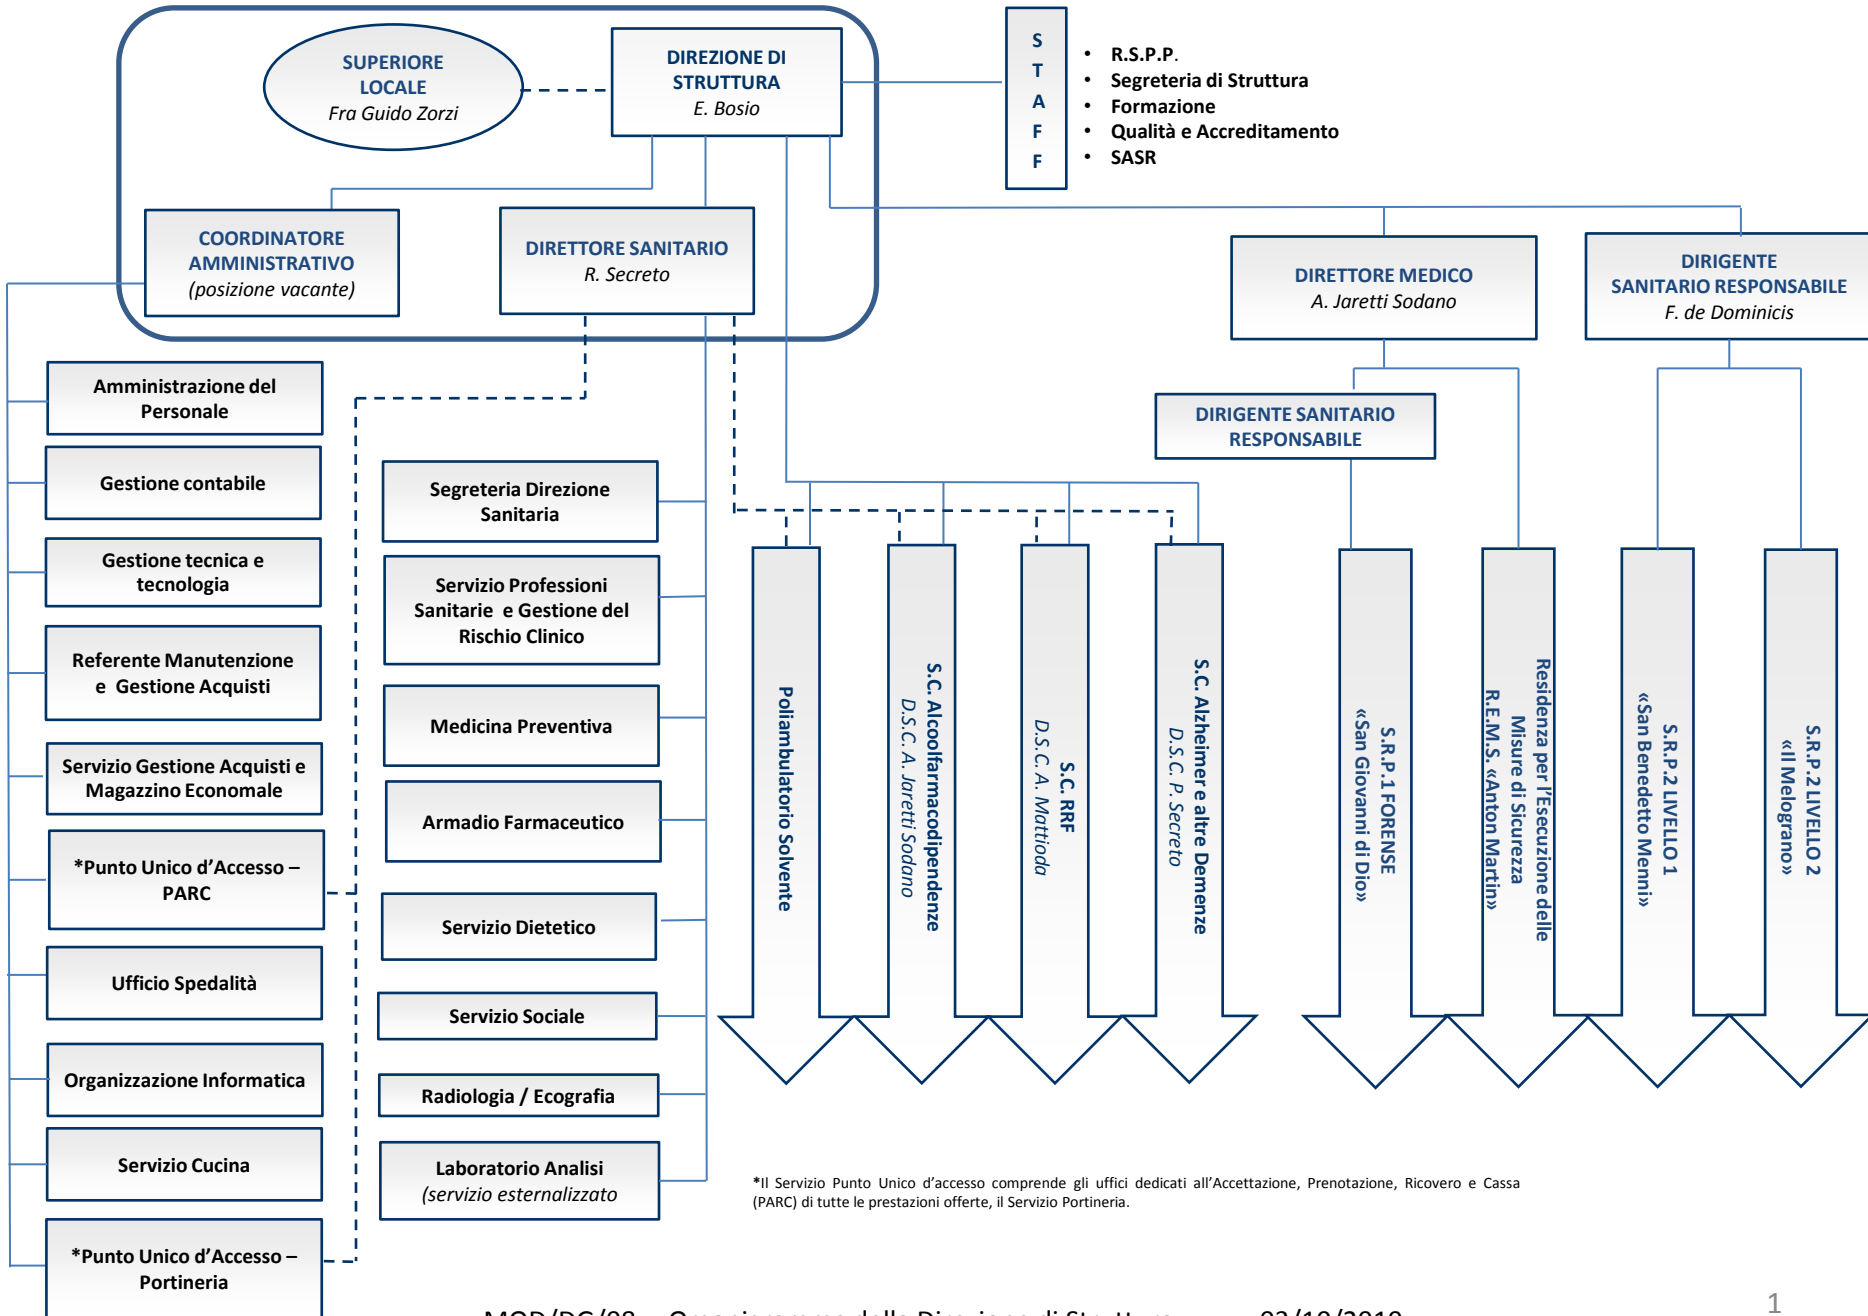 SUPERIORE
LOCALE
Fra Guido Zorzi
DIREZIONE DI
STRUTTURA
E. Bosio
S
T
A
F
F
• R.S.P.P.
• Segreteria di Struttura
• Formazione
• Qualità e Accreditamento
• SASR
COORDINATORE
AMMINISTRATIVO
(posizione vacante)
DIRETTORE SANITARIO
R. Secreto
DIRETTORE MEDICO
A. Jaretti Sodano
DIRIGENTE
SANITARIO RESPONSABILE
F. de Dominicis
DIRIGENTE SANITARIO
RESPONSABILE
Amministrazione del
Personale
Gestione contabile
Gestione tecnica e
tecnologia
Referente Manutenzione
e Gestione Acquisti
Servizio Gestione Acquisti e
Magazzino Economale
*Punto Unico d’Accesso –
PARC
Ufficio Spedalità
Organizzazione Informatica
Servizio Cucina
*Punto Unico d’Accesso –
Portineria
Segreteria Direzione
Sanitaria
Servizio Professioni
Sanitarie e Gestione del
Rischio Clinico
Medicina Preventiva
Armadio Farmaceutico
Servizio Dietetico
Servizio Sociale
Radiologia / Ecografia
Laboratorio Analisi
(servizio esternalizzato
Poliambulatorio Solvente
S.C. Alcoolfarmacodipendenze
D.S.C. A. Jaretti Sodano
S.C. RRF
D.S.C. A. Mattioda
S.C. Alzheimer e altre Demenze
D.S.C. P. Secreto
S.R.P.1 FORENSE
«San Giovanni di Dio»
Residenza per l’Esecuzione delle
Misure di Sicurezza
R.E.M.S. «Anton Martin»
S.R.P.2 LIVELLO 1
«San Benedetto Menni»
S.R.P.2 LIVELLO 2
«Il Melograno»
*Il Servizio Punto Unico d’accesso comprende gli uffici dedicati all’Accettazione, Prenotazione, Ricovero e Cassa
(PARC) di tutte le prestazioni offerte, il Servizio Portineria.
1